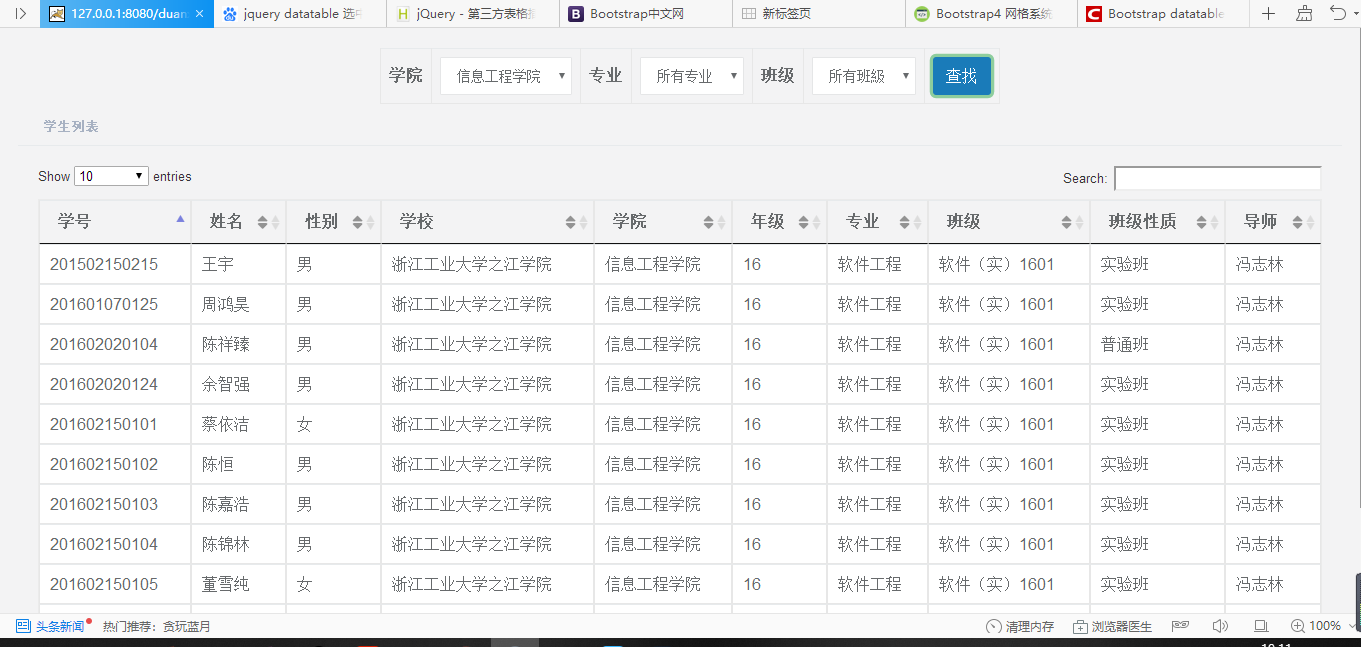 127.0.0.1:8080/duan
jquery datatable 选中
jQuery - 第三方表格插
Bootstrap中文网
新标签页
Bootstrap4 网格系统
Bootstrap datatable
学院 信息工程学院 专业 所有专业 班级 所有班级 查找
学生列表
Show 10 entries Search:
学号 姓名 性别 学校 学院 年级 专业 班级 班级性质 导师
201502150215 王宇 男 浙江工业大学之江学院 信息工程学院 16 软件工程 软件（实）1601 实验班 冯志林
201601070125 周鸿昊 男 浙江工业大学之江学院 信息工程学院 16 软件工程 软件（实）1601 实验班 冯志林
201602020104 陈祥臻 男 浙江工业大学之江学院 信息工程学院 16 软件工程 软件（实）1601 普通班 冯志林
201602020124 余智强 男 浙江工业大学之江学院 信息工程学院 16 软件工程 软件（实）1601 实验班 冯志林
201602150101 蔡依洁 女 浙江工业大学之江学院 信息工程学院 16 软件工程 软件（实）1601 实验班 冯志林
201602150102 陈恒 男 浙江工业大学之江学院 信息工程学院 16 软件工程 软件（实）1601 实验班 冯志林
201602150103 陈嘉浩 男 浙江工业大学之江学院 信息工程学院 16 软件工程 软件（实）1601 实验班 冯志林
201602150104 陈锦林 男 浙江工业大学之江学院 信息工程学院 16 软件工程 软件（实）1601 实验班 冯志林
201602150105 董雪纯 女 浙江工业大学之江学院 信息工程学院 16 软件工程 软件（实）1601 实验班 冯志林
头条新闻 热门推荐：贪玩蓝月 清理内存 浏览器医生 100%